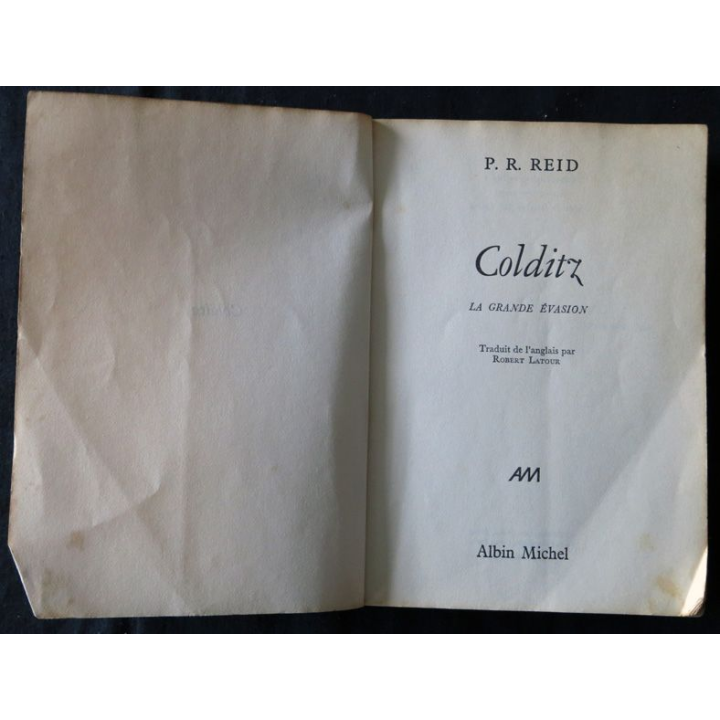 P. R. REID
Colditz
LA GRANDE ÉVASION
Traduit de l'anglais par
ROBERT LATOUR
AM
Albin Michel